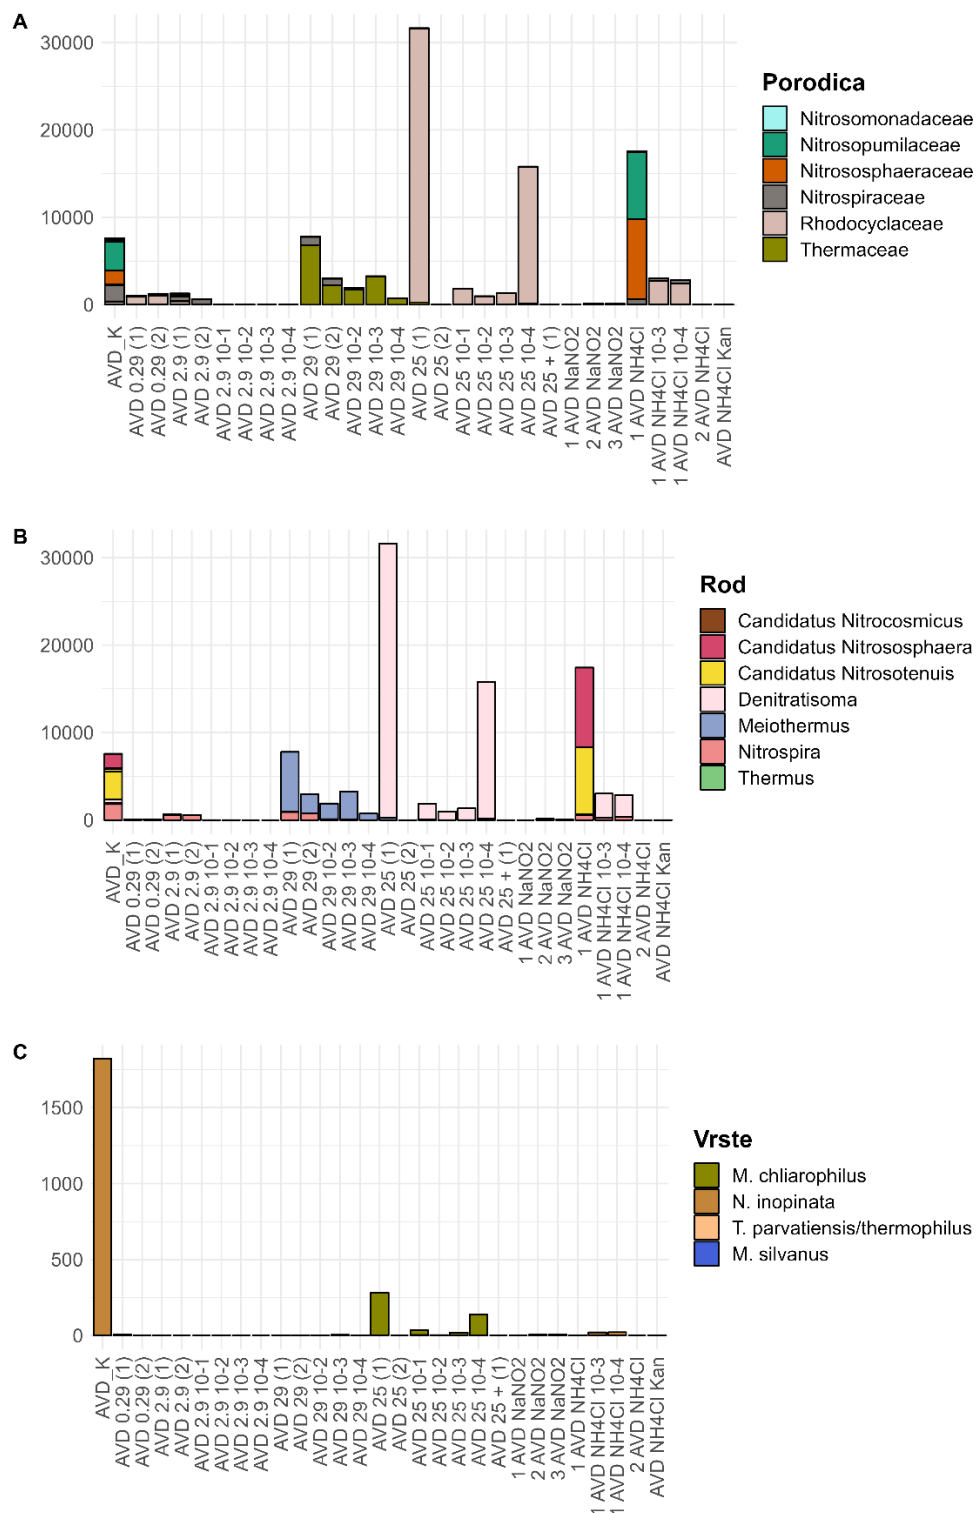 A
30000
20000
10000
0
AVD_K
AVD 0.29 (1)
AVD 0.29 (2)
AVD 2.9 (1)
AVD 2.9 (2)
AVD 2.9 10-1
AVD 2.9 10-2
AVD 2.9 10-3
AVD 2.9 10-4
AVD 29 (1)
AVD 29 (2)
AVD 29 10-2
AVD 29 10-3
AVD 29 10-4
AVD 25 (1)
AVD 25 (2)
AVD 25 10-1
AVD 25 10-2
AVD 25 10-3
AVD 25 10-4
AVD 25 + (1)
1 AVD NaNO2
2 AVD NaNO2
3 AVD NaNO2
1 AVD NH4Cl
1 AVD NH4Cl 10-3
1 AVD NH4Cl 10-4
2 AVD NH4Cl
AVD NH4Cl Kan
Porodica
Nitrosomonadaceae
Nitrosopumilaceae
Nitrososphaeraceae
Nitrospiraceae
Rhodocyclaceae
Thermaceae
B
30000
20000
10000
0
AVD_K
AVD 0.29 (1)
AVD 0.29 (2)
AVD 2.9 (1)
AVD 2.9 (2)
AVD 2.9 10-1
AVD 2.9 10-2
AVD 2.9 10-3
AVD 2.9 10-4
AVD 29 (1)
AVD 29 (2)
AVD 29 10-2
AVD 29 10-3
AVD 29 10-4
AVD 25 (1)
AVD 25 (2)
AVD 25 10-1
AVD 25 10-2
AVD 25 10-3
AVD 25 10-4
AVD 25 + (1)
1 AVD NaNO2
2 AVD NaNO2
3 AVD NaNO2
1 AVD NH4Cl
1 AVD NH4Cl 10-3
1 AVD NH4Cl 10-4
2 AVD NH4Cl
AVD NH4Cl Kan
Rod
Candidatus Nitrocosmicus
Candidatus Nitrososphaera
Candidatus Nitrosotenuis
Denitratisoma
Meiothermus
Nitrospira
Thermus
C
1500
1000
500
0
AVD_K
AVD 0.29 (1)
AVD 0.29 (2)
AVD 2.9 (1)
AVD 2.9 (2)
AVD 2.9 10-1
AVD 2.9 10-2
AVD 2.9 10-3
AVD 2.9 10-4
AVD 29 (1)
AVD 29 (2)
AVD 29 10-2
AVD 29 10-3
AVD 29 10-4
AVD 25 (1)
AVD 25 (2)
AVD 25 10-1
AVD 25 10-2
AVD 25 10-3
AVD 25 10-4
AVD 25 + (1)
1 AVD NaNO2
2 AVD NaNO2
3 AVD NaNO2
1 AVD NH4Cl
1 AVD NH4Cl 10-3
1 AVD NH4Cl 10-4
2 AVD NH4Cl
AVD NH4Cl Kan
Vrste
M. chliarophilus
N. inopinata
T. parvatiensis/thermophilus
M. silvanus